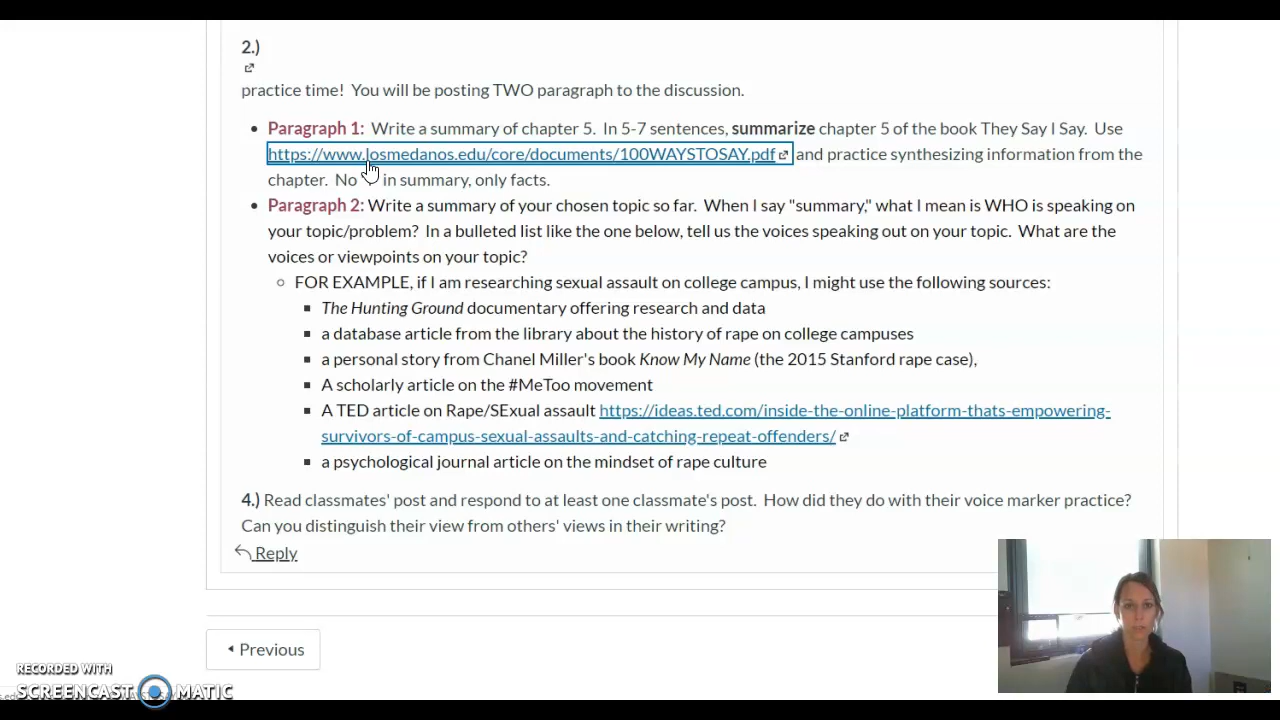 2.)
practice time! You will be posting TWO paragraph to the discussion.
Paragraph 1: Write a summary of chapter 5. In 5-7 sentences, summarize chapter 5 of the book They Say I Say. Use
https://www.losmedanos.edu/core/documents/100WAYSTOSAY.pdf and practice synthesizing information from the
chapter. No in summary, only facts.
Paragraph 2: Write a summary of your chosen topic so far. When I say "summary," what I mean is WHO is speaking on
your topic/problem? In a bulleted list like the one below, tell us the voices speaking out on your topic. What are the
voices or viewpoints on your topic?
FOR EXAMPLE, if I am researching sexual assault on college campus, I might use the following sources:
The Hunting Ground documentary offering research and data
a database article from the library about the history of rape on college campuses
a personal story from Chanel Miller's book Know My Name (the 2015 Stanford rape case),
A scholarly article on the #MeToo movement
A TED article on Rape/SExual assault https://ideas.ted.com/inside-the-online-platform-thats-empowering-
survivors-of-campus-sexual-assaults-and-catching-repeat-offenders/
a psychological journal article on the mindset of rape culture
4.) Read classmates' post and respond to at least one classmate's post. How did they do with their voice marker practice?
Can you distinguish their view from others' views in their writing?
Reply
Previous
RECORDED WITH
SCREENCAST MATIC